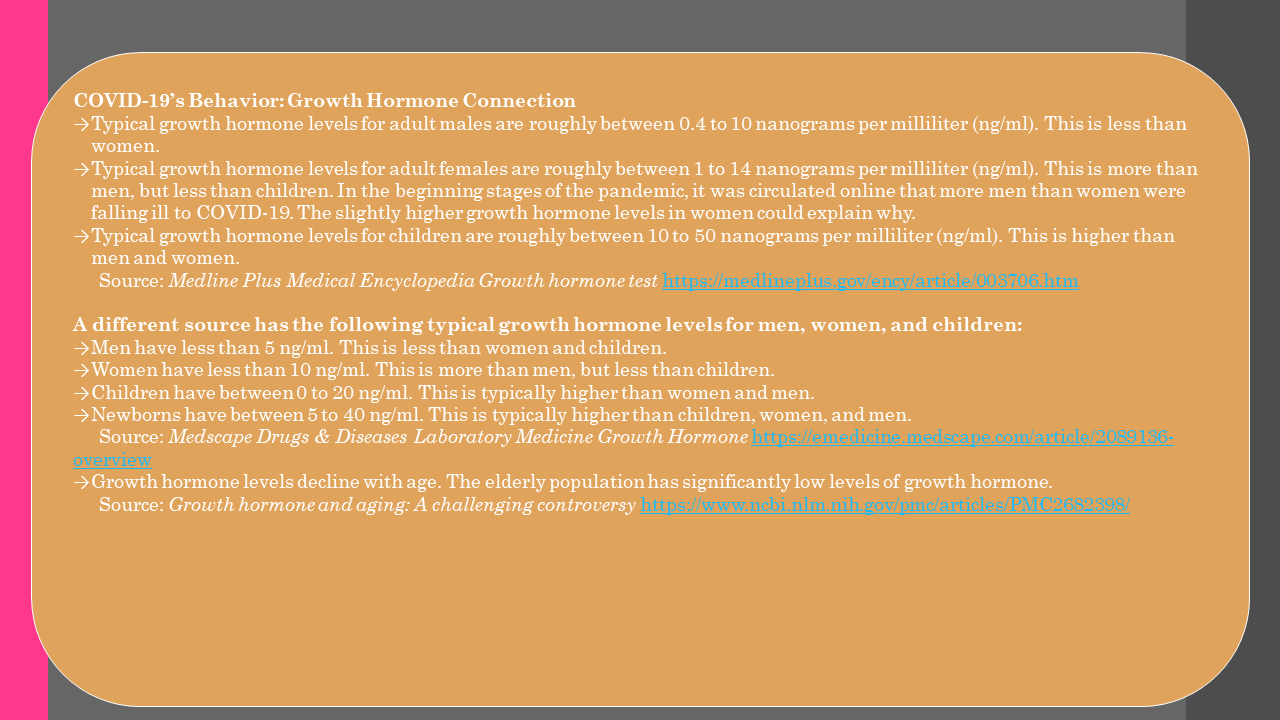 COVID-19’s Behavior: Growth Hormone Connection
→Typical growth hormone levels for adult males are roughly between 0.4 to 10 nanograms per milliliter (ng/ml). This is less than
women.
→Typical growth hormone levels for adult females are roughly between 1 to 14 nanograms per milliliter (ng/ml). This is more than
men, but less than children. In the beginning stages of the pandemic, it was circulated online that more men than women were
falling ill to COVID-19. The slightly higher growth hormone levels in women could explain why.
→Typical growth hormone levels for children are roughly between 10 to 50 nanograms per milliliter (ng/ml). This is higher than
men and women.
Source: Medline Plus Medical Encyclopedia Growth hormone test https://medlineplus.gov/ency/article/003706.htm
A different source has the following typical growth hormone levels for men, women, and children:
→Men have less than 5 ng/ml. This is less than women and children.
→Women have less than 10 ng/ml. This is more than men, but less than children.
→Children have between 0 to 20 ng/ml. This is typically higher than women and men.
→Newborns have between 5 to 40 ng/ml. This is typically higher than children, women, and men.
Source: Medscape Drugs & Diseases Laboratory Medicine Growth Hormone https://emedicine.medscape.com/article/2089136-
overview
→Growth hormone levels decline with age. The elderly population has significantly low levels of growth hormone.
Source: Growth hormone and aging: A challenging controversy https://www.ncbi.nlm.nih.gov/pmc/articles/PMC2682398/